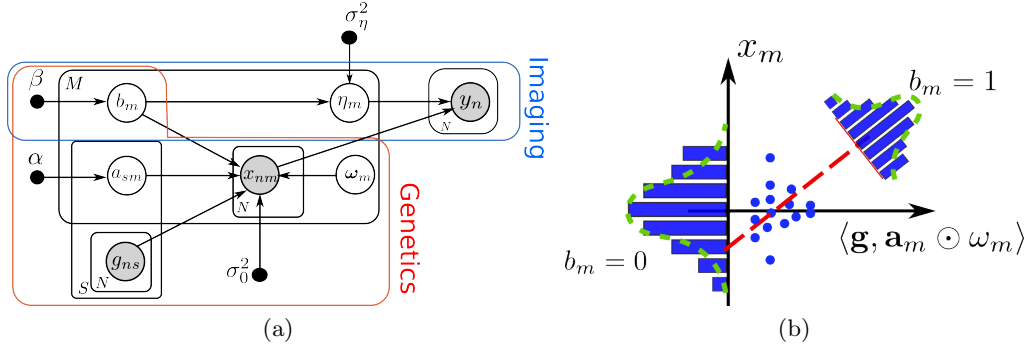 σ²_η
β
M
b_m
η_m
y_n
N
Imaging
α
a_sm
x_nm
ω_m
N
Genetics
g_ns
S
N
σ²_0
(a)
x_m
b_m = 1
b_m = 0
⟨g, a_m ⊙ ω_m⟩
(b)